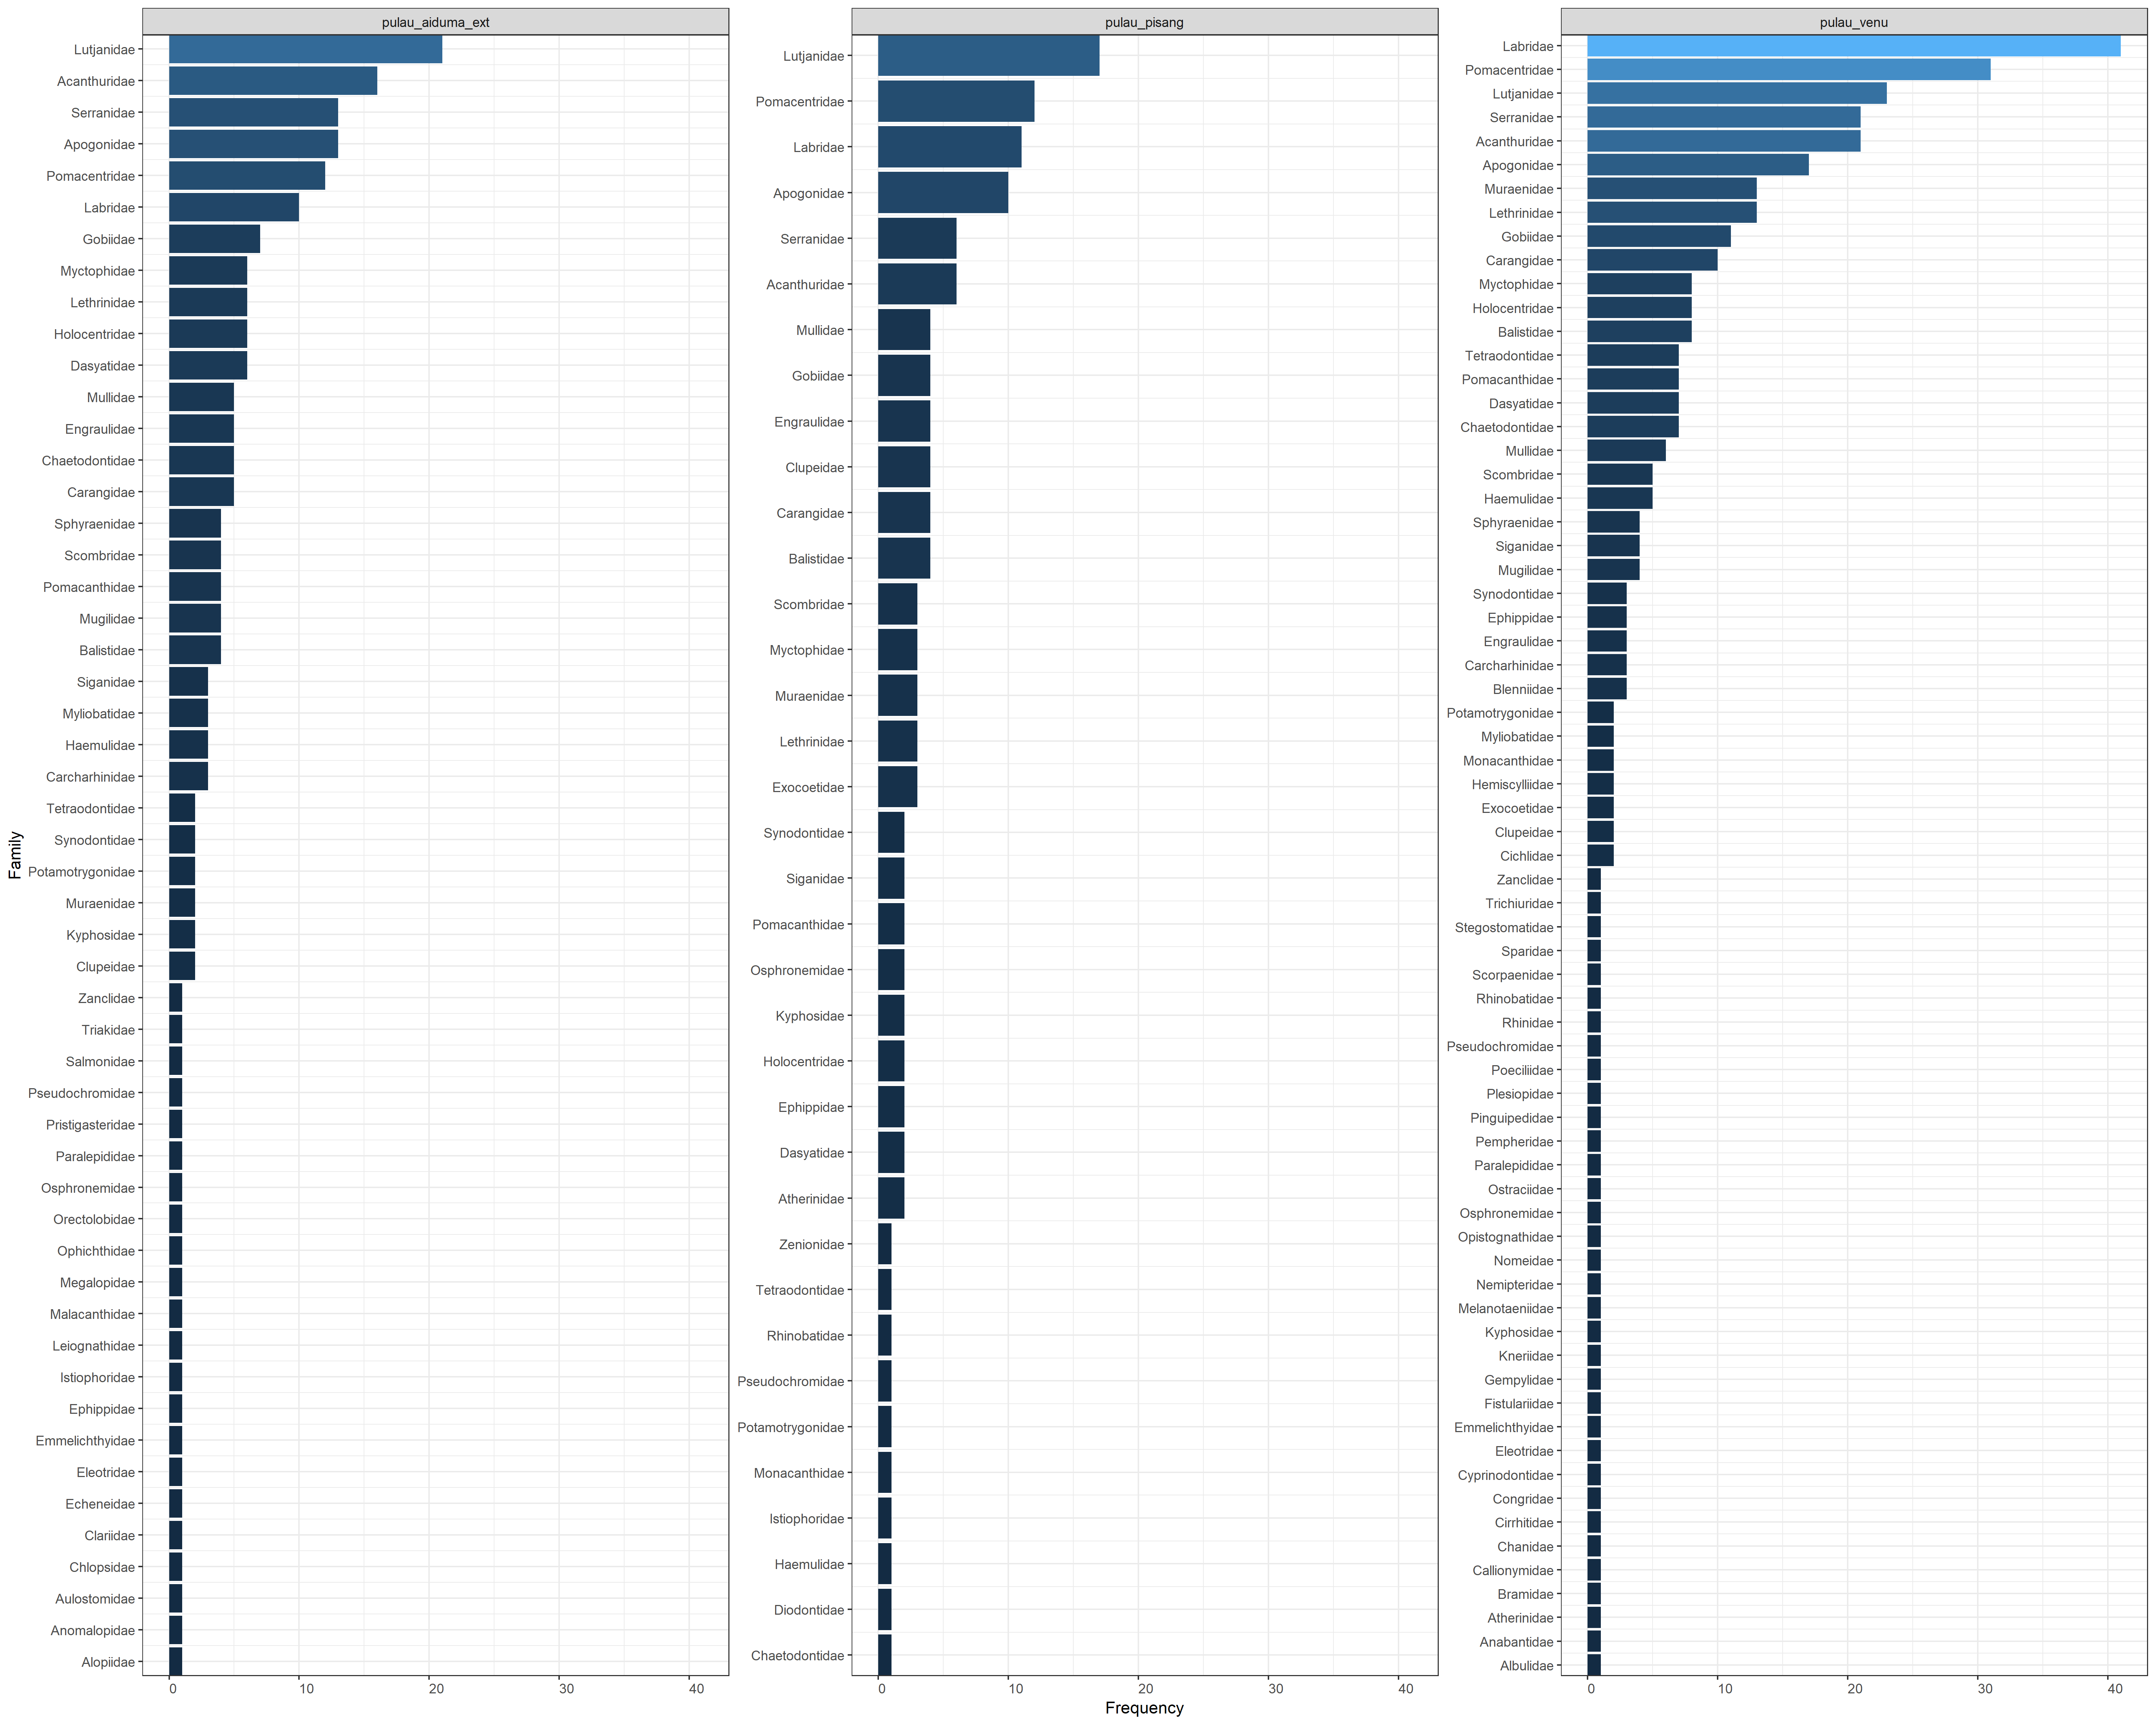 pulau_aiduma_ext
Lutjanidae
Acanthuridae
Serranidae
Apogonidae
Pomacentridae
Labridae
Gobiidae
Myctophidae
Lethrinidae
Holocentridae
Dasyatidae
Mullidae
Engraulidae
Chaetodontidae
Carangidae
Sphyraenidae
Scombridae
Pomacanthidae
Mugilidae
Balistidae
Siganidae
Myliobatidae
Haemulidae
Carcharhinidae
Tetraodontidae
Synodontidae
Potamotrygonidae
Muraenidae
Kyphosidae
Clupeidae
Zanclidae
Triakidae
Salmonidae
Pseudochromidae
Pristigasteridae
Paralepididae
Osphronemidae
Orectolobidae
Ophichthidae
Megalopidae
Malacanthidae
Leiognathidae
Istiophoridae
Ephippidae
Emmelichthyidae
Eleotridae
Echeneidae
Clariidae
Chlopsidae
Aulostomidae
Anomalopidae
Alopiidae
0 10 20 30 40
pulau_pisang
Lutjanidae
Pomacentridae
Labridae
Apogonidae
Serranidae
Acanthuridae
Mullidae
Gobiidae
Engraulidae
Clupeidae
Carangidae
Balistidae
Scombridae
Myctophidae
Muraenidae
Lethrinidae
Exocoetidae
Synodontidae
Siganidae
Pomacanthidae
Osphronemidae
Kyphosidae
Holocentridae
Ephippidae
Dasyatidae
Atherinidae
Zenionidae
Tetraodontidae
Rhinobatidae
Pseudochromidae
Potamotrygonidae
Monacanthidae
Istiophoridae
Haemulidae
Diodontidae
Chaetodontidae
0 10 20 30 40
pulau_venu
Labridae
Pomacentridae
Lutjanidae
Serranidae
Acanthuridae
Apogonidae
Muraenidae
Lethrinidae
Gobiidae
Carangidae
Myctophidae
Holocentridae
Balistidae
Tetraodontidae
Pomacanthidae
Dasyatidae
Chaetodontidae
Mullidae
Scombridae
Haemulidae
Sphyraenidae
Siganidae
Mugilidae
Synodontidae
Ephippidae
Engraulidae
Carcharhinidae
Blenniidae
Potamotrygonidae
Myliobatidae
Monacanthidae
Hemiscylliidae
Exocoetidae
Clupeidae
Cichlidae
Zanclidae
Trichiuridae
Stegostomatidae
Sparidae
Scorpaenidae
Rhinobatidae
Rhinidae
Pseudochromidae
Poeciliidae
Plesiopidae
Pinguipedidae
Pempheridae
Paralepididae
Ostraciidae
Osphronemidae
Opistognathidae
Nomeidae
Nemipteridae
Melanotaeniidae
Kyphosidae
Kneriidae
Gempylidae
Fistulariidae
Emmelichthyidae
Eleotridae
Cyprinodontidae
Congridae
Cirrhitidae
Chanidae
Callionymidae
Bramidae
Atherinidae
Anabantidae
Albulidae
0 10 20 30 40
Family
Frequency